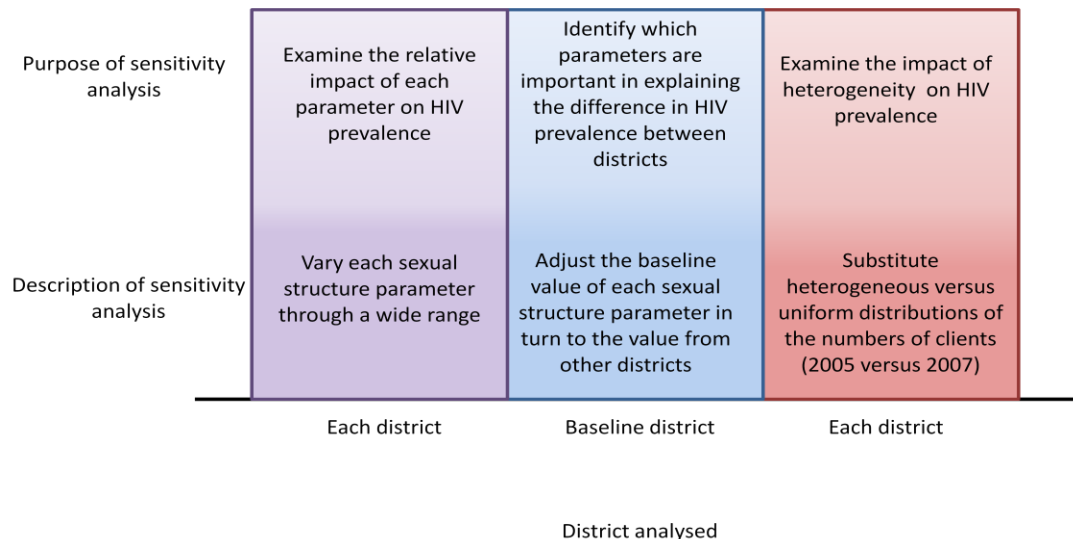 Purpose of sensitivity
analysis
Examine the relative
impact of each
parameter on HIV
prevalence
Identify which
parameters are
important in explaining
the difference in HIV
prevalence between
districts
Examine the impact of
heterogeneity on HIV
prevalence
Description of sensitivity
analysis
Vary each sexual
structure parameter
through a wide range
Adjust the baseline
value of each sexual
structure parameter in
turn to the value from
other districts
Substitute
heterogeneous versus
uniform distributions of
the numbers of clients
(2005 versus 2007)
Each district
Baseline district
Each district
District analysed